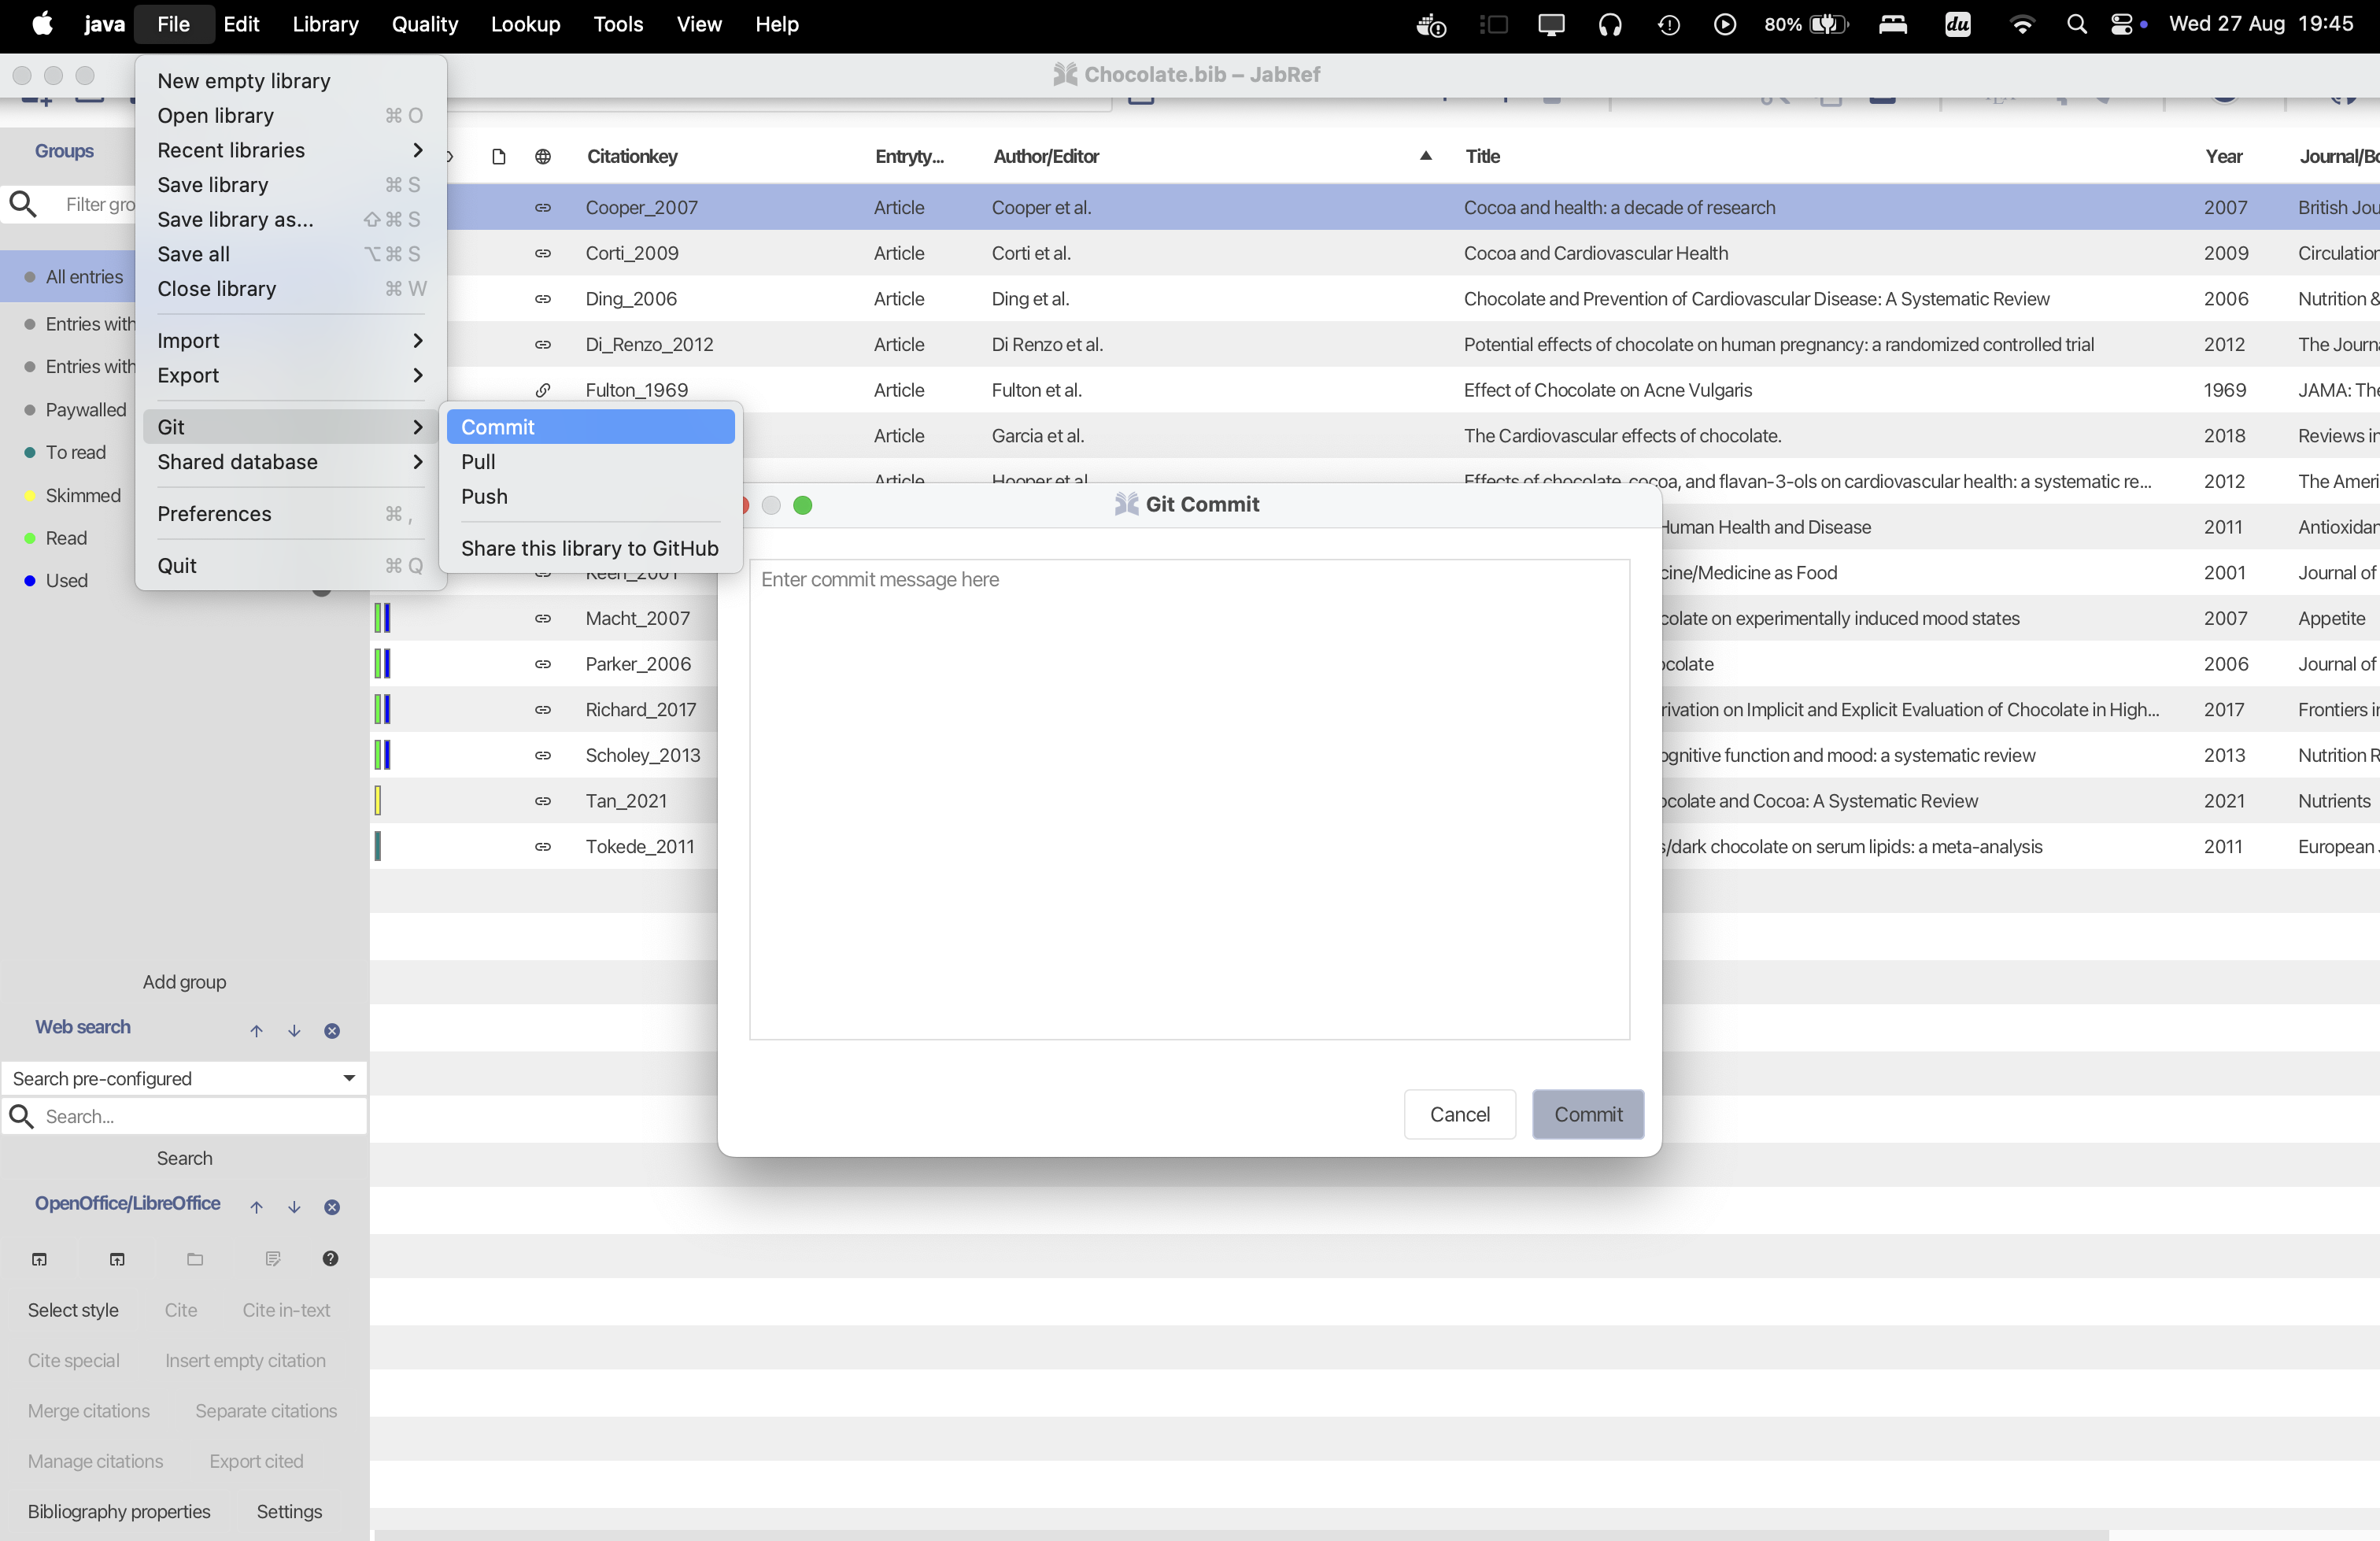 java File Edit Library Quality Lookup Tools View Help 80% du Wed 27 Aug 19:45
Chocolate.bib – JabRef
New empty library
Open library ⌘ O
Recent libraries
Save library ⌘ S
Save library as... ⇧ ⌘ S
Save all ⌥ ⌘ S
Close library ⌘ W
Import
Export
Git
Shared database
Preferences ⌘ ,
Quit ⌘ Q
Commit
Pull
Push
Share this library to GitHub
Groups
Filter gro
All entries
Entries with
Entries with
Paywalled
To read
Skimmed
Read
Used
Add group
Web search
Search pre-configured
Search...
Search
OpenOffice/LibreOffice
Select style Cite Cite in-text
Cite special Insert empty citation
Merge citations Separate citations
Manage citations Export cited
Bibliography properties Settings
Citationkey Entryty... Author/Editor Title Year Journal/Bo
Cooper_2007 Article Cooper et al. Cocoa and health: a decade of research 2007 British Jou
Corti_2009 Article Corti et al. Cocoa and Cardiovascular Health 2009 Circulation
Ding_2006 Article Ding et al. Chocolate and Prevention of Cardiovascular Disease: A Systematic Review 2006 Nutrition &
Di_Renzo_2012 Article Di Renzo et al. Potential effects of chocolate on human pregnancy: a randomized controlled trial 2012 The Journ
Fulton_1969 Article Fulton et al. Effect of Chocolate on Acne Vulgaris 1969 JAMA: The
Article Garcia et al. The Cardiovascular effects of chocolate. 2018 Reviews in
Article Hooper et al. Effects of chocolate, cocoa, and flavan-3-ols on cardiovascular health: a systematic re... 2012 The Ameri
Human Health and Disease 2011 Antioxidan
Keen_2001 cine/Medicine as Food 2001 Journal of
Macht_2007 colate on experimentally induced mood states 2007 Appetite
Parker_2006 ocolate 2006 Journal of
Richard_2017 rivation on Implicit and Explicit Evaluation of Chocolate in High... 2017 Frontiers i
Scholey_2013 ognitive function and mood: a systematic review 2013 Nutrition R
Tan_2021 ocolate and Cocoa: A Systematic Review 2021 Nutrients
Tokede_2011 s/dark chocolate on serum lipids: a meta-analysis 2011 European
Git Commit
Enter commit message here
Cancel Commit